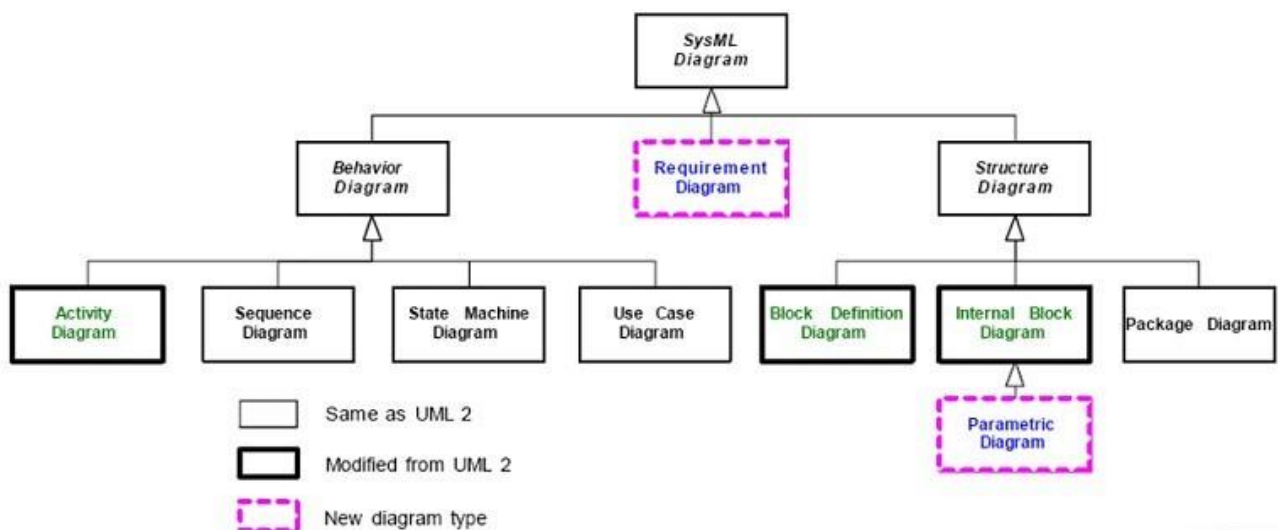 SysML
Diagram
Behavior
Diagram
Requirement
Diagram
Structure
Diagram
Activity
Diagram
Sequence
Diagram
State Machine
Diagram
Use Case
Diagram
Block Definition
Diagram
Internal Block
Diagram
Package Diagram
Parametric
Diagram
Same as UML 2
Modified from UML 2
New diagram type